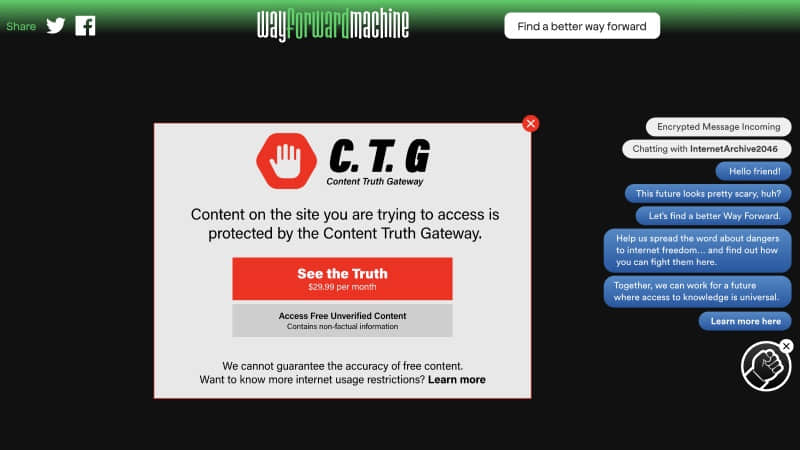 Share
wayforwardmachine
Find a better way forward
C. T. G
Content Truth Gateway
Content on the site you are trying to access is
protected by the Content Truth Gateway.
See the Truth
$29.99 per month
Access Free Unverified Content
Contains non-factual information
We cannot guarantee the accuracy of free content.
Want to know more internet usage restrictions? Learn more
Encrypted Message Incoming
Chatting with InternetArchive2046
Hello friend!
This future looks pretty scary, huh?
Let's find a better Way Forward.
Help us spread the word about dangers
to internet freedom... and find out how
you can fight them here.
Together, we can work for a future
where access to knowledge is universal.
Learn more here